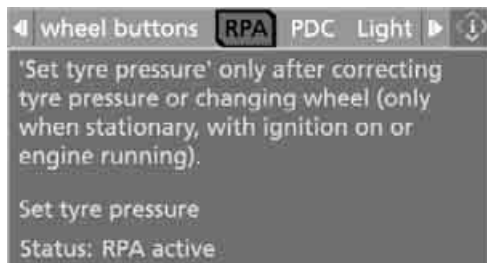 wheel buttons RPA PDC Light
'Set tyre pressure' only after correcting
tyre pressure or changing wheel (only
when stationary, with ignition on or
engine running).
Set tyre pressure
Status: RPA active